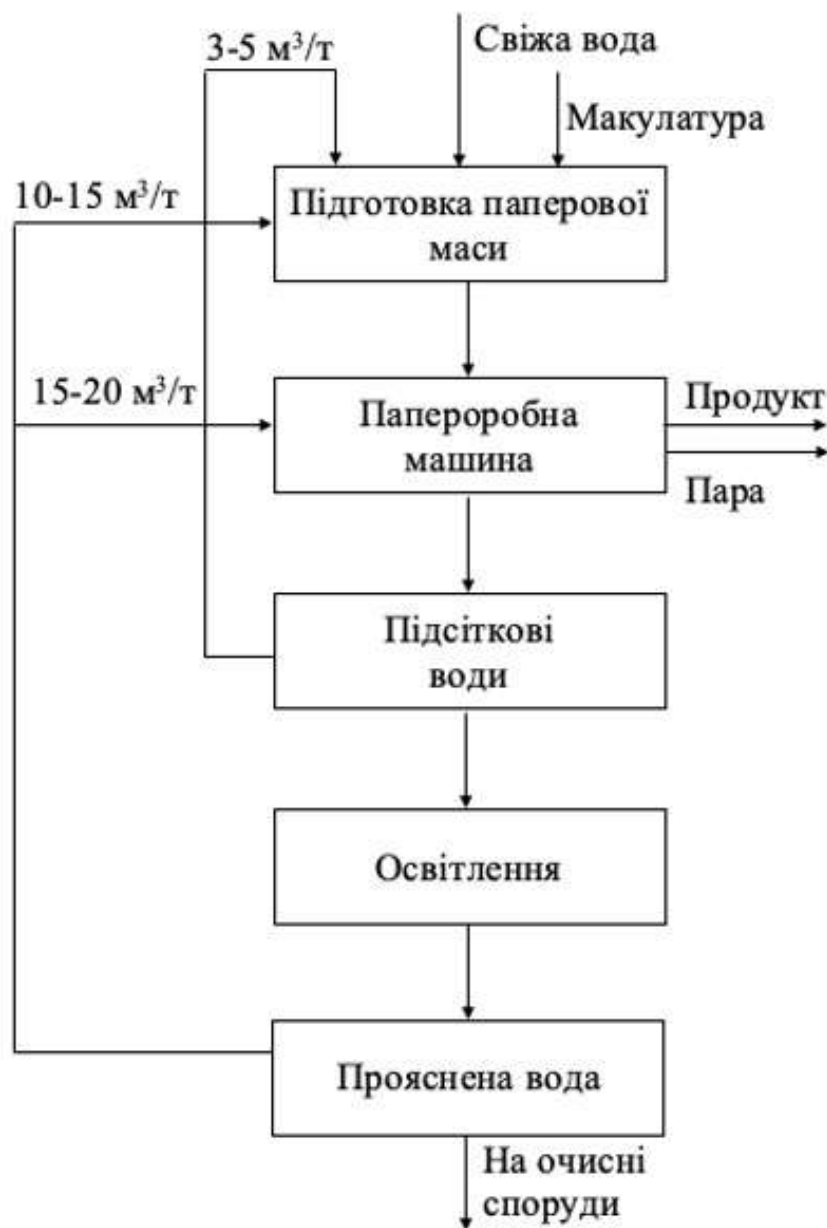 3-5 м³/т
Свіжа вода
Макулатура
10-15 м³/т
Підготовка паперової
маси
15-20 м³/т
Папероробна
машина
Продукт
Пара
Підсіткові
води
Освітлення
Прояснена вода
На очисні
споруди